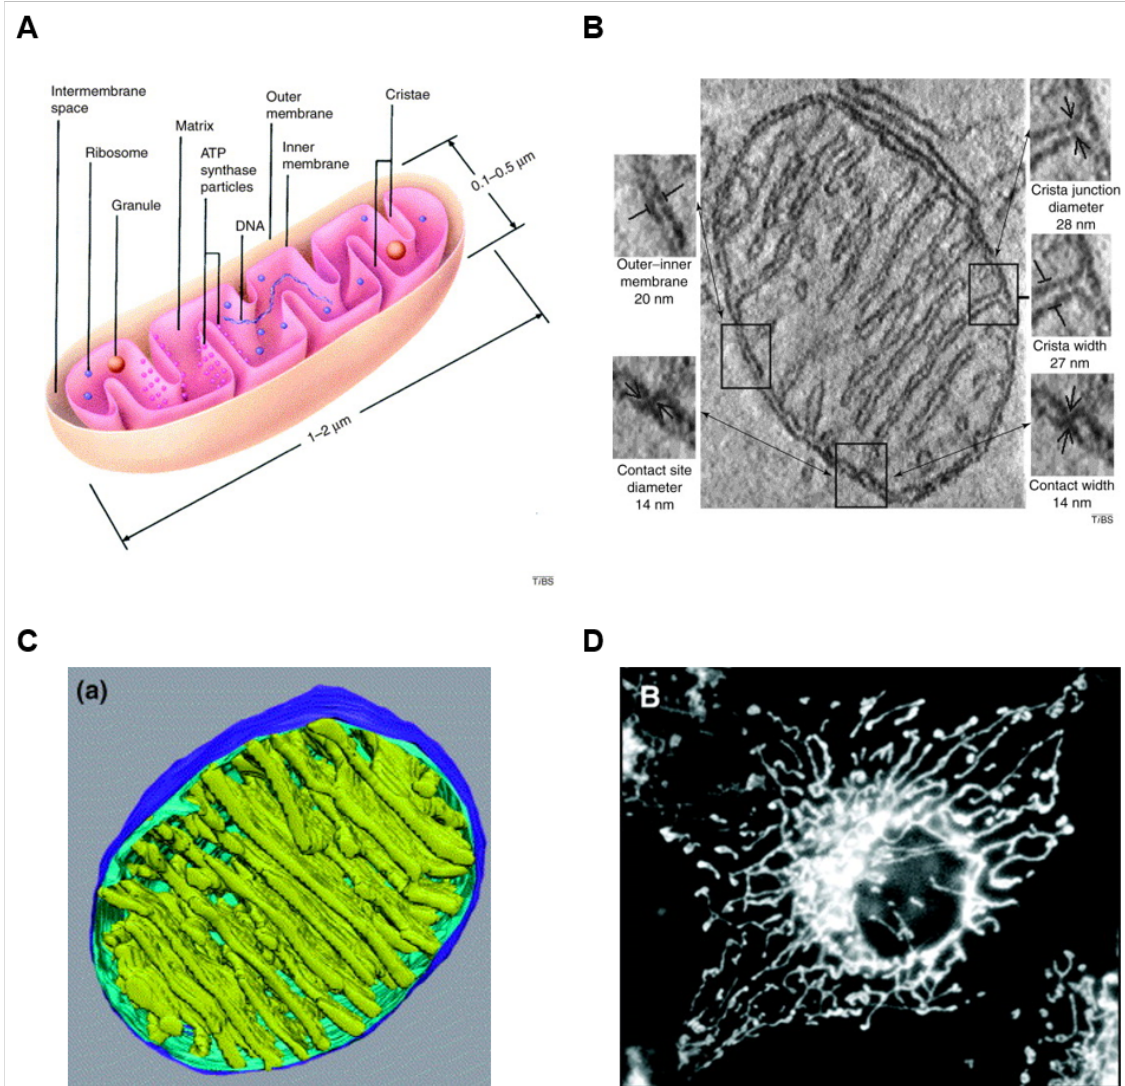 A
B
Intermembrane
space
Ribosome
Granule
Matrix
ATP
synthase
particles
DNA
Outer
membrane
Inner
membrane
Cristae
0.1–0.5 μm
1–2 μm
TiBS
Outer–inner
membrane
20 nm
Contact site
diameter
14 nm
Crista junction
diameter
28 nm
Crista width
27 nm
Contact width
14 nm
TiBS
C
D
(a)
B